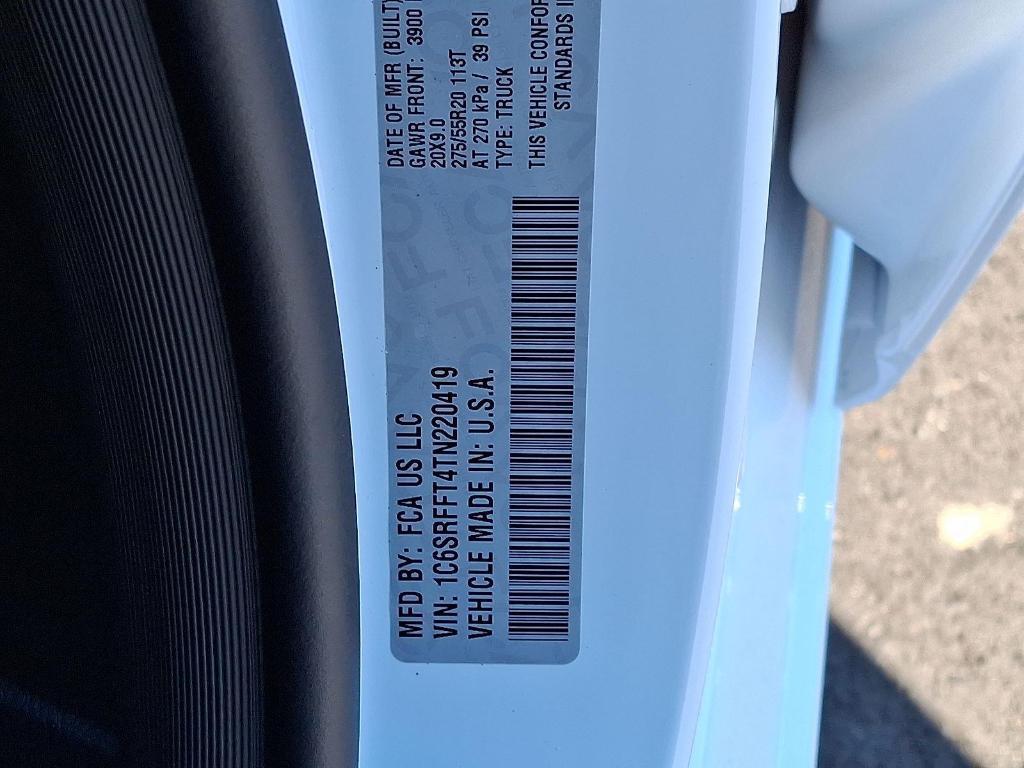 MFD BY: FCA US LLC
VIN: 1C6SRFFT4TN220419
VEHICLE MADE IN: U.S.A.
DATE OF MFR (BUILT)
GAWR FRONT: 3900
20X9.0
275/55R20 113T
AT 270 kPa / 39 PSI
TYPE: TRUCK
THIS VEHICLE CONFOR
STANDARDS